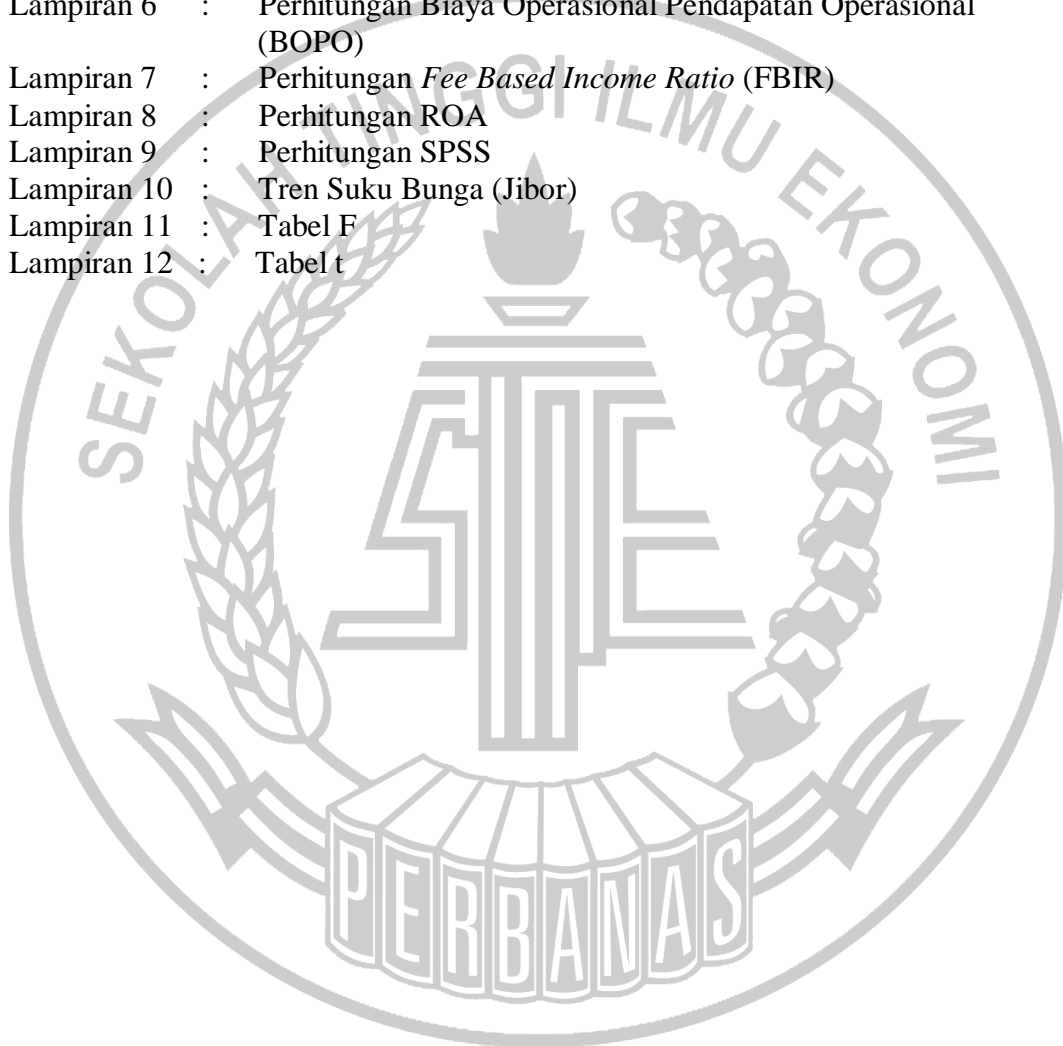 Lampiran 6 : Perhitungan Biaya Operasional Pendapatan Operasional
(BOPO)
Lampiran 7 : Perhitungan Fee Based Income Ratio (FBIR)
Lampiran 8 : Perhitungan ROA
Lampiran 9 : Perhitungan SPSS
Lampiran 10 : Tren Suku Bunga (Jibor)
Lampiran 11 : Tabel F
Lampiran 12 : Tabel t
SEKOLAH TINGGI ILMU EKONOMI
STIE
PERBANAS